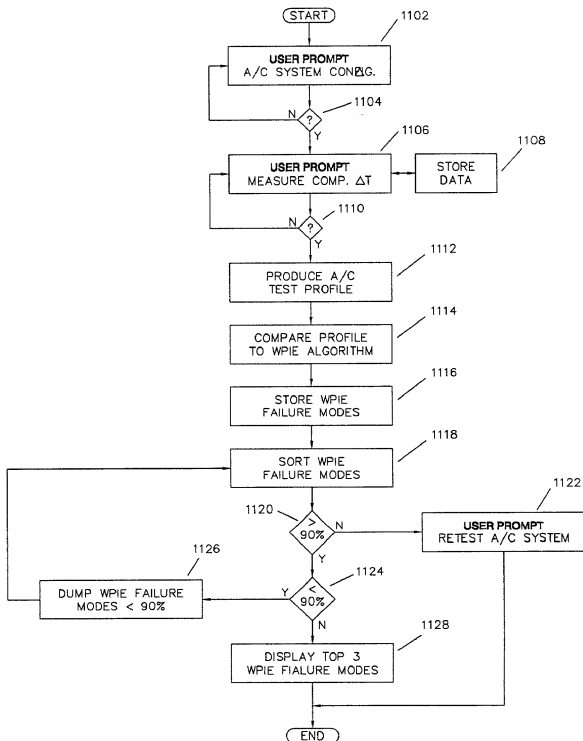 START
1102
USER PROMPT
A/C SYSTEM CONFIG.
N
?
1104
Y
1106
USER PROMPT
MEASURE COMP. ΔT
1108
STORE
DATA
N
?
1110
Y
1112
PRODUCE A/C
TEST PROFILE
1114
COMPARE PROFILE
TO WPIE ALGORITHM
1116
STORE WPIE
FAILURE MODES
1118
SORT WPIE
FAILURE MODES
1120
>
90%
N
Y
1122
USER PROMPT
RETEST A/C SYSTEM
1124
<
90%
Y
N
1126
DUMP WPIE FAILURE
MODES < 90%
1128
DISPLAY TOP 3
WPIE FIALURE MODES
END